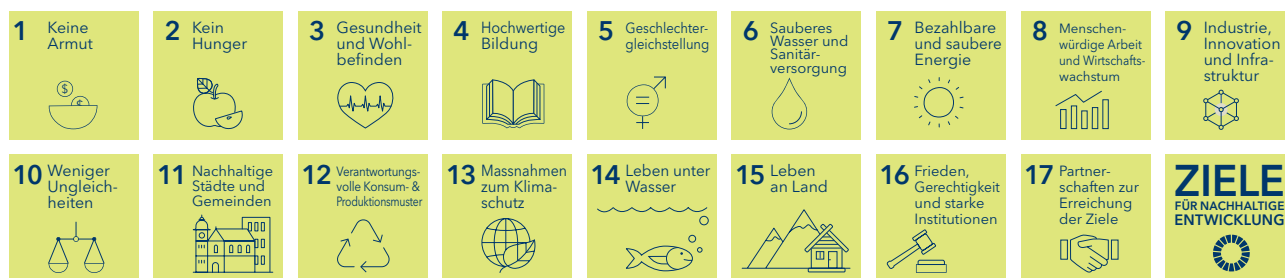 1 Keine
Armut
$
$
2 Kein
Hunger
3 Gesundheit
und Wohl-
befinden
4 Hochwertige
Bildung
5 Geschlechter-
gleichstellung
6 Sauberes
Wasser und
Sanitär-
versorgung
7 Bezahlbare
und saubere
Energie
8 Menschen-
würdige Arbeit
und Wirtschafts-
wachstum
9 Industrie,
Innovation
und Infra-
struktur
10 Weniger
Ungleich-
heiten
11 Nachhaltige
Städte und
Gemeinden
12 Verantwortungs-
volle Konsum- &
Produktionsmuster
13 Massnahmen
zum Klima-
schutz
14 Leben unter
Wasser
15 Leben
an Land
16 Frieden,
Gerechtigkeit
und starke
Institutionen
17 Partner-
schaften zur
Erreichung
der Ziele
ZIELE
FÜR NACHHALTIGE
ENTWICKLUNG